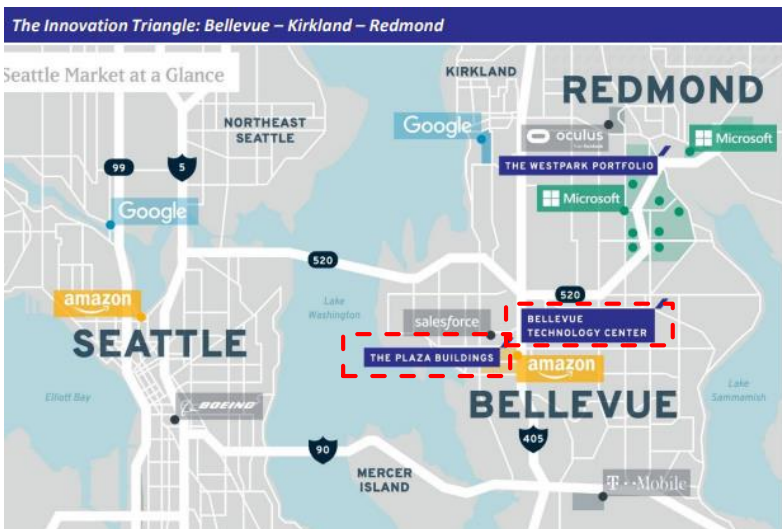 The Innovation Triangle: Bellevue – Kirkland – Redmond
Seattle Market at a Glance
KIRKLAND
REDMOND
NORTHEAST
SEATTLE
Google
oculus
Microsoft
THE WESTPARK PORTFOLIO
99
5
Microsoft
Google
520
520
amazon
Lake
Washington
salesforce
BELLEVUE
TECHNOLOGY CENTER
SEATTLE
THE PLAZA BUILDINGS
amazon
Elliott Bay
BOEING
BELLEVUE
Lake
Sammamish
405
90
MERCER
ISLAND
T··Mobile